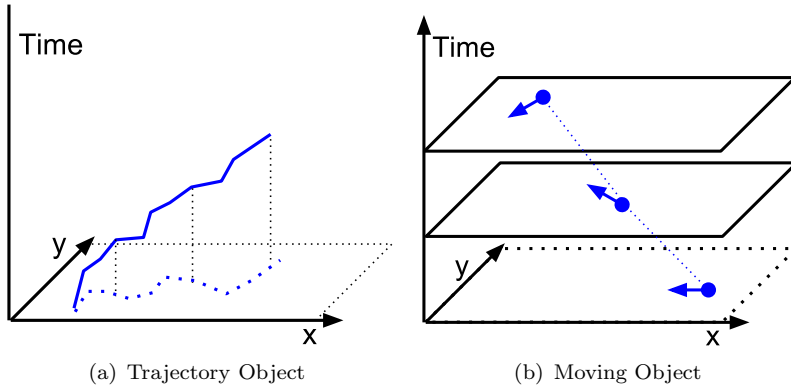 Time
y
x
(a) Trajectory Object
Time
y
x
(b) Moving Object